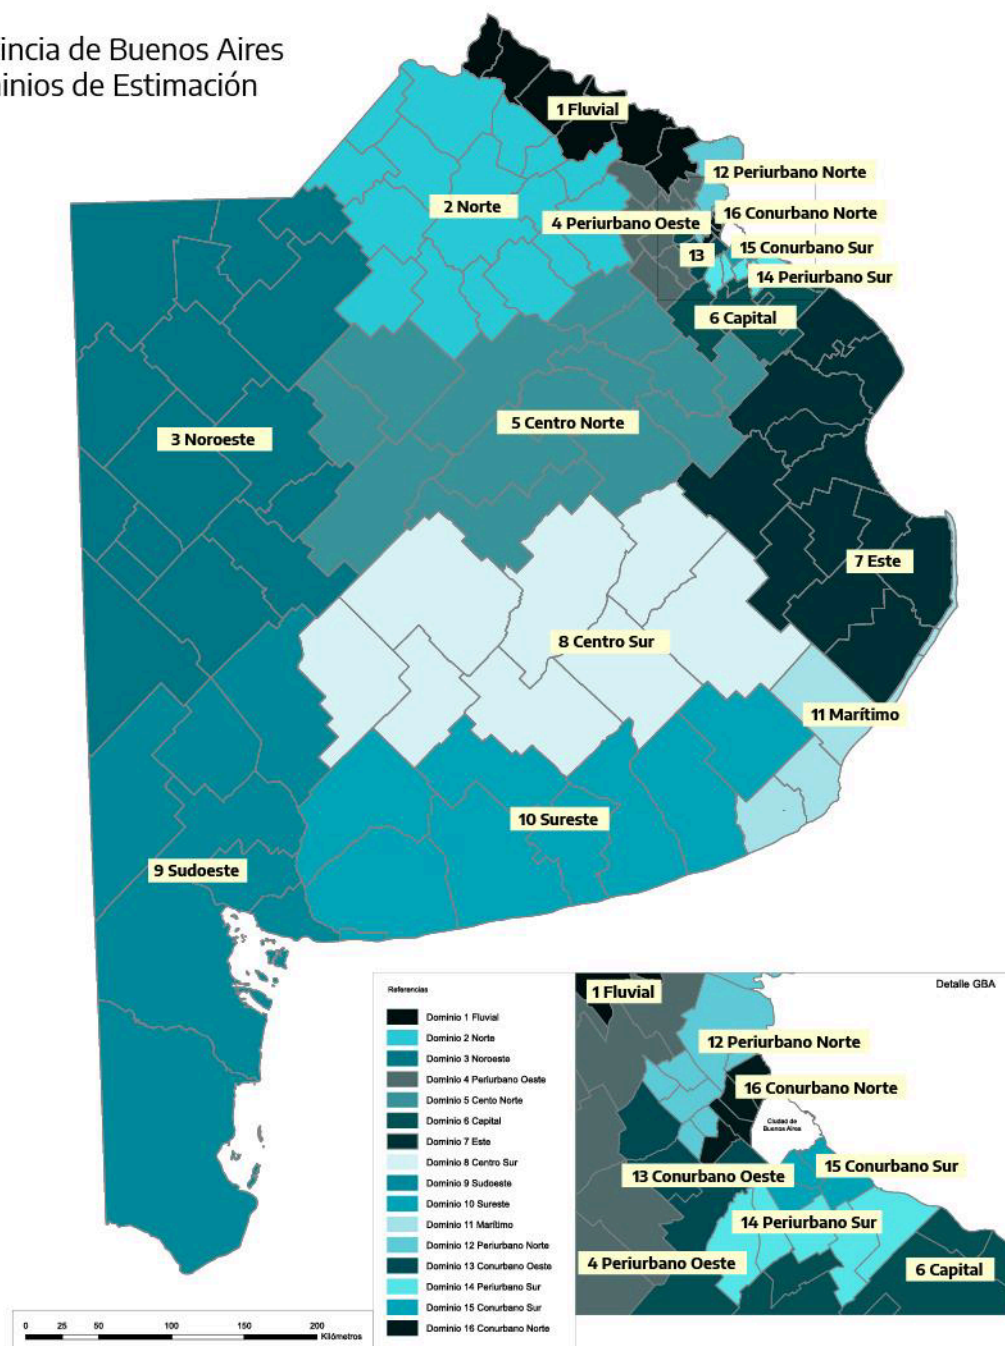 incia de Buenos Aires
inios de Estimación
1 Fluvial
12 Periurbano Norte
2 Norte
16 Conurbano Norte
4 Periurbano Oeste
15 Conurbano Sur
13
14 Periurbano Sur
6 Capital
5 Centro Norte
3 Noroeste
7 Este
8 Centro Sur
11 Marítimo
10 Sureste
9 Sudoeste
Referencias
Dominio 1 Fluvial
Dominio 2 Norte
Dominio 3 Noroeste
Dominio 4 Periurbano Oeste
Dominio 5 Cento Norte
Dominio 6 Capital
Dominio 7 Este
Dominio 8 Centro Sur
Dominio 9 Sudoeste
Dominio 10 Sureste
Dominio 11 Marítimo
Dominio 12 Periurbano Norte
Dominio 13 Conurbano Oeste
Dominio 14 Periurbano Sur
Dominio 15 Conurbano Sur
Dominio 16 Conurbano Norte
Detalle GBA
1 Fluvial
12 Periurbano Norte
16 Conurbano Norte
Ciudad de
Buenos Aires
15 Conurbano Sur
13 Conurbano Oeste
14 Periurbano Sur
4 Periurbano Oeste
6 Capital
0 25 50 100 150 200
Kilómetros